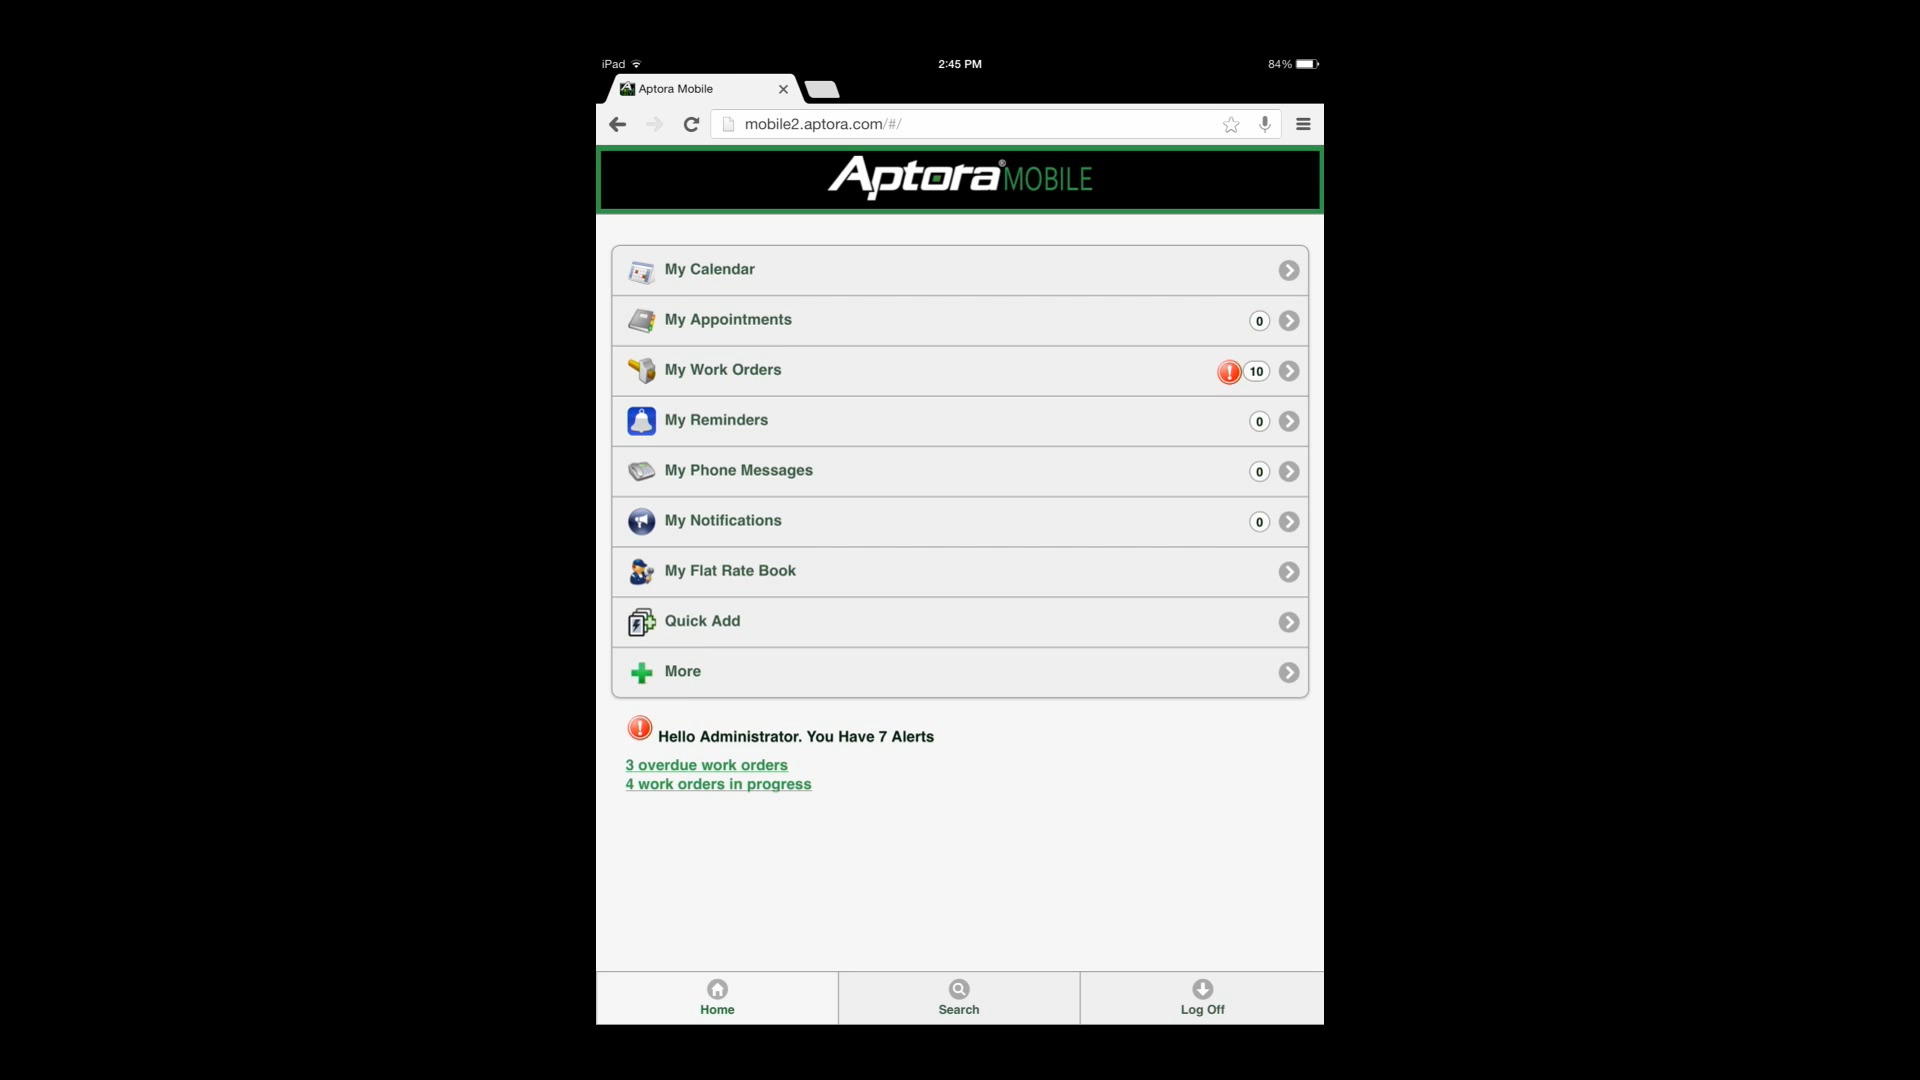 iPad 2:45 PM 84%
Aptora Mobile
mobile2.aptora.com/#/
Aptora® MOBILE
My Calendar
My Appointments 0
My Work Orders 10
My Reminders 0
My Phone Messages 0
My Notifications 0
My Flat Rate Book
Quick Add
More
Hello Administrator. You Have 7 Alerts
3 overdue work orders
4 work orders in progress
Home Search Log Off